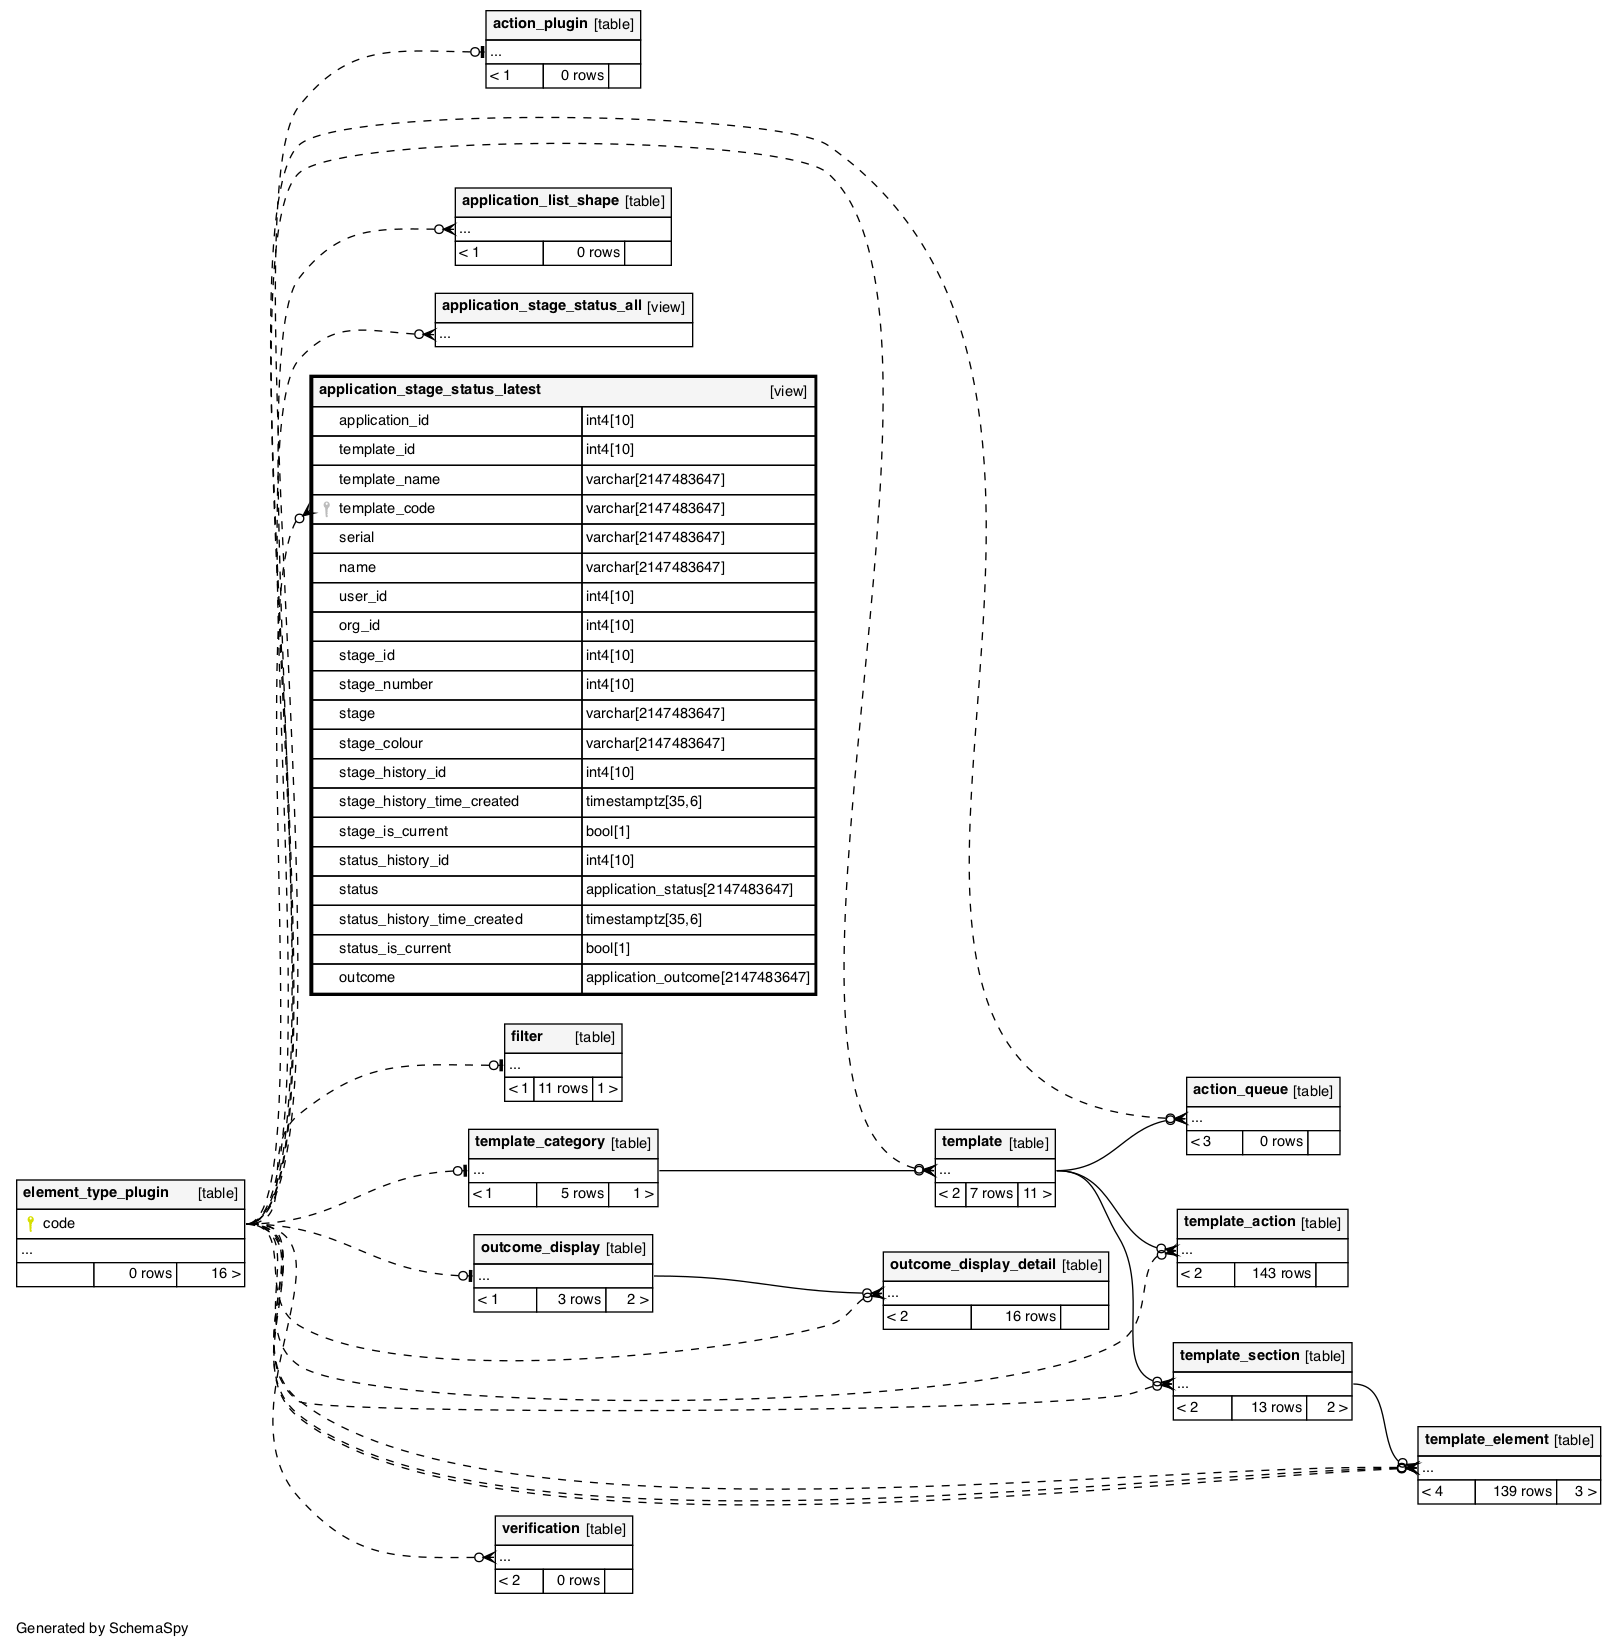 action_plugin [table]
...
< 1 0 rows
application_list_shape [table]
...
< 1 0 rows
application_stage_status_all [view]
...
application_stage_status_latest [view]
application_id int4[10]
template_id int4[10]
template_name varchar[2147483647]
template_code varchar[2147483647]
serial varchar[2147483647]
name varchar[2147483647]
user_id int4[10]
org_id int4[10]
stage_id int4[10]
stage_number int4[10]
stage varchar[2147483647]
stage_colour varchar[2147483647]
stage_history_id int4[10]
stage_history_time_created timestamptz[35,6]
stage_is_current bool[1]
status_history_id int4[10]
status application_status[2147483647]
status_history_time_created timestamptz[35,6]
status_is_current bool[1]
outcome application_outcome[2147483647]
filter [table]
...
< 1 11 rows 1 >
action_queue [table]
...
< 3 0 rows
template_category [table]
...
< 1 5 rows 1 >
template [table]
...
< 2 7 rows 11 >
element_type_plugin [table]
code
...
0 rows 16 >
template_action [table]
...
< 2 143 rows
outcome_display [table]
...
< 1 3 rows 2 >
outcome_display_detail [table]
...
< 2 16 rows
template_section [table]
...
< 2 13 rows 2 >
template_element [table]
...
< 4 139 rows 3 >
verification [table]
...
< 2 0 rows
Generated by SchemaSpy